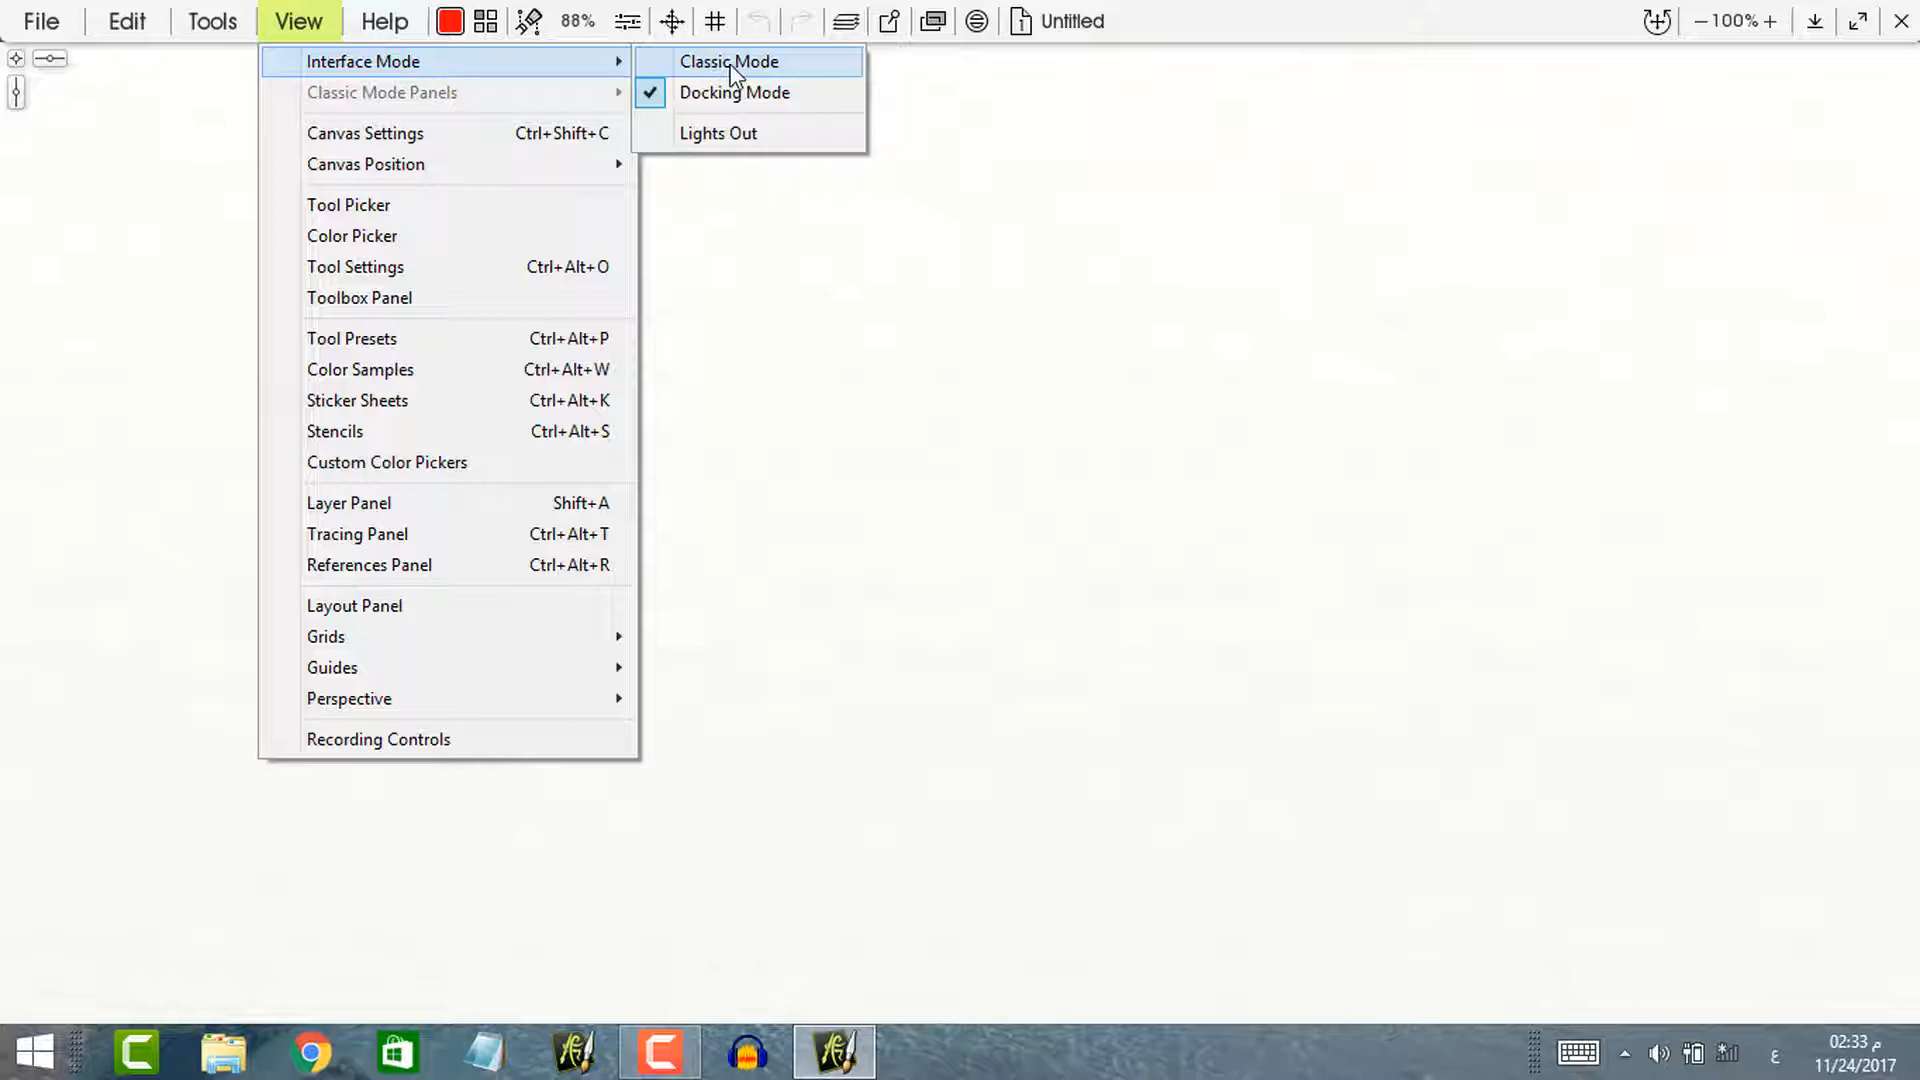 File Edit Tools View Help 88% Untitled 100%
Interface Mode
Classic Mode Panels
Canvas Settings Ctrl+Shift+C
Canvas Position
Tool Picker
Color Picker
Tool Settings Ctrl+Alt+O
Toolbox Panel
Tool Presets Ctrl+Alt+P
Color Samples Ctrl+Alt+W
Sticker Sheets Ctrl+Alt+K
Stencils Ctrl+Alt+S
Custom Color Pickers
Layer Panel Shift+A
Tracing Panel Ctrl+Alt+T
References Panel Ctrl+Alt+R
Layout Panel
Grids
Guides
Perspective
Recording Controls
Classic Mode
Docking Mode
Lights Out
ع
02:33 م
11/24/2017